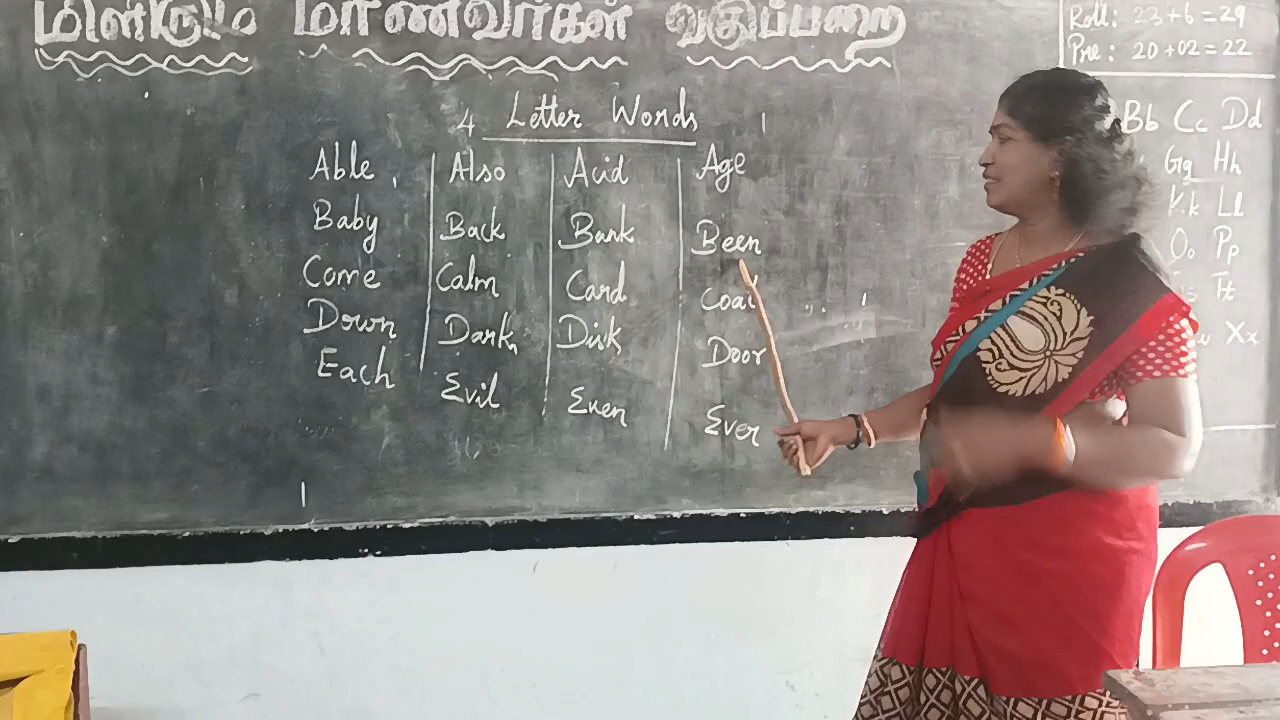 மிளிரும் மாணவர்கள் வகுப்பறை
Roll: 23+6=29
Pre: 20+02=22
4 Letter Words
Able Also Acid Age
Baby Back Bank Been
Come Calm Card
Down Dark Disk Door
Each Evil Even Ever
Bb Cc Dd
Gg Hh
Kk Ll
Oo Pp
Tt
Xx